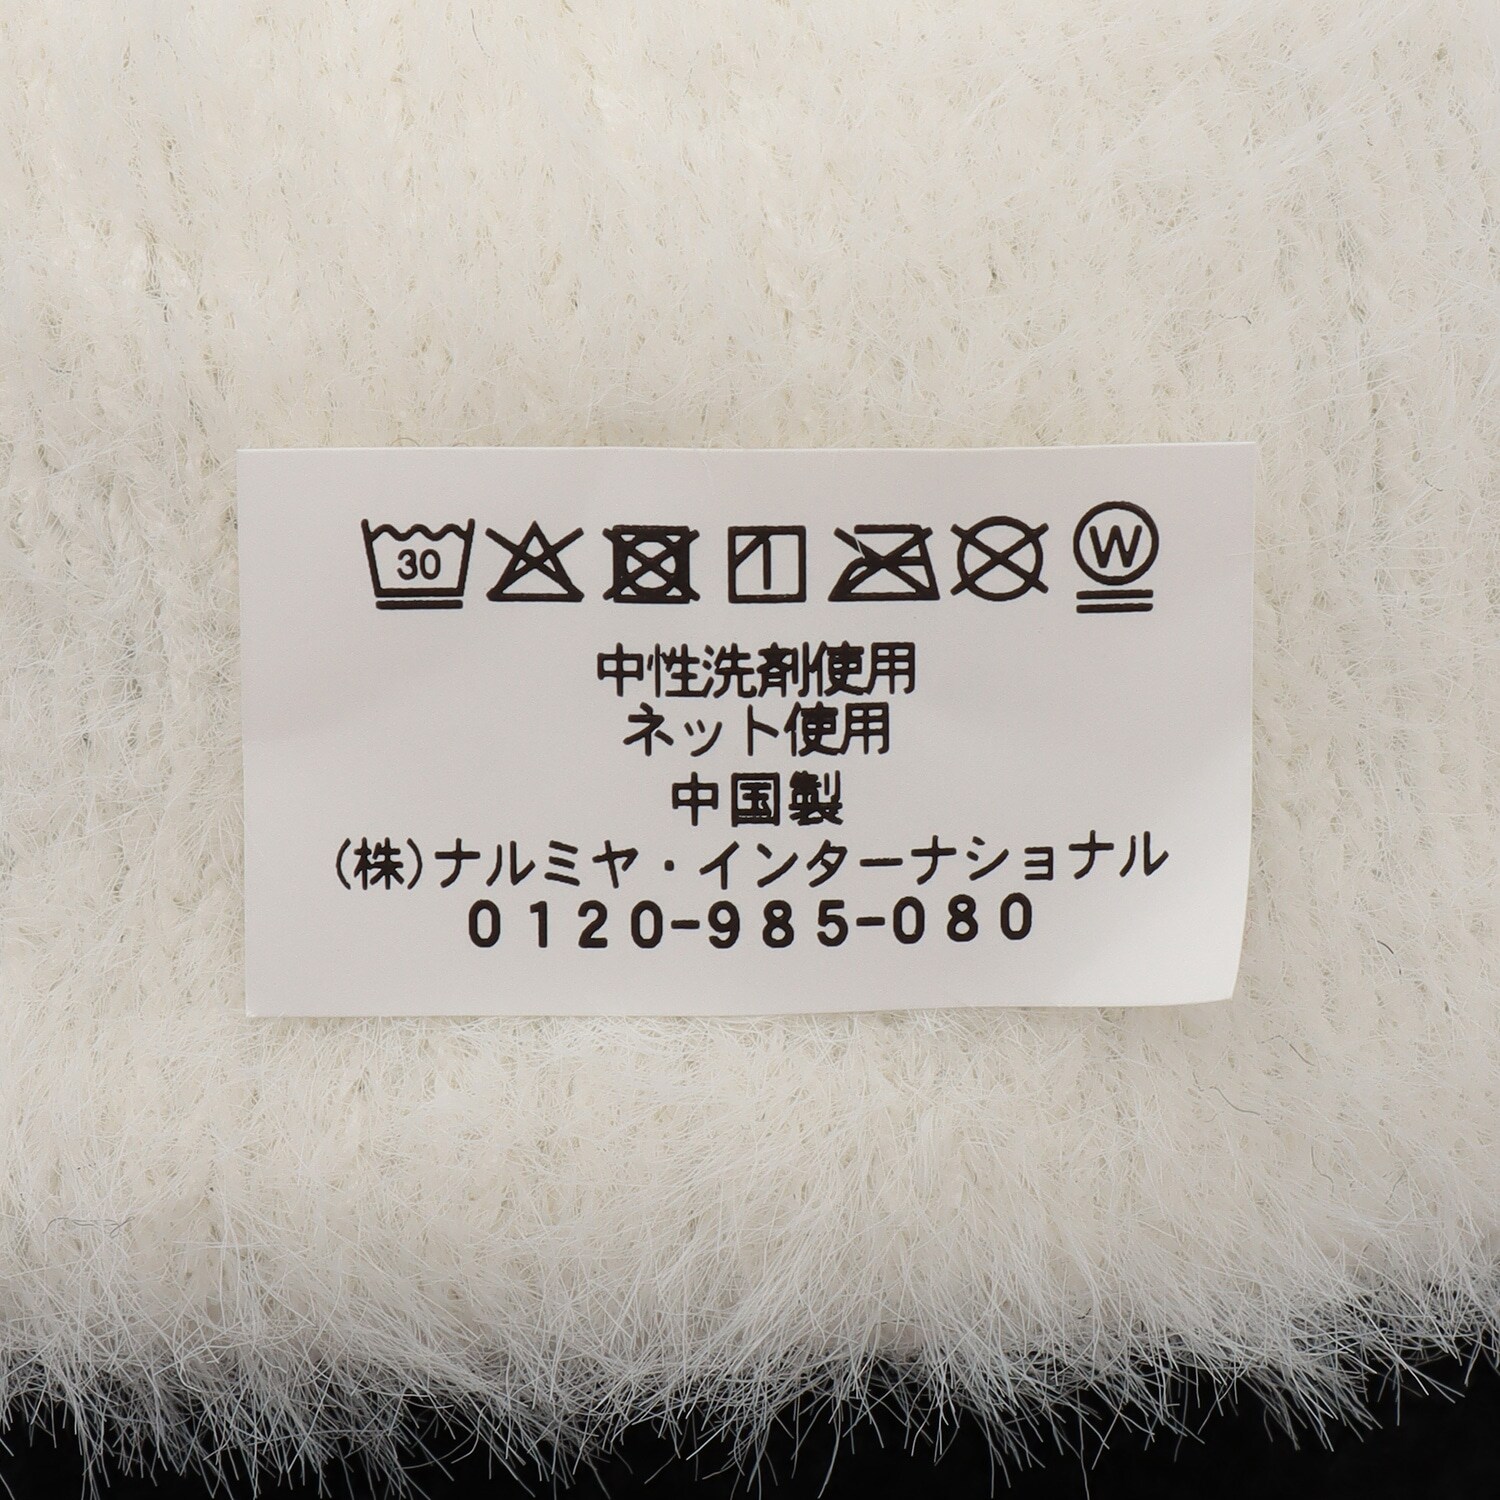 30 W
中性洗剤使用
ネット使用
中国製
(株)ナルミヤ・インターナショナル
0120-985-080